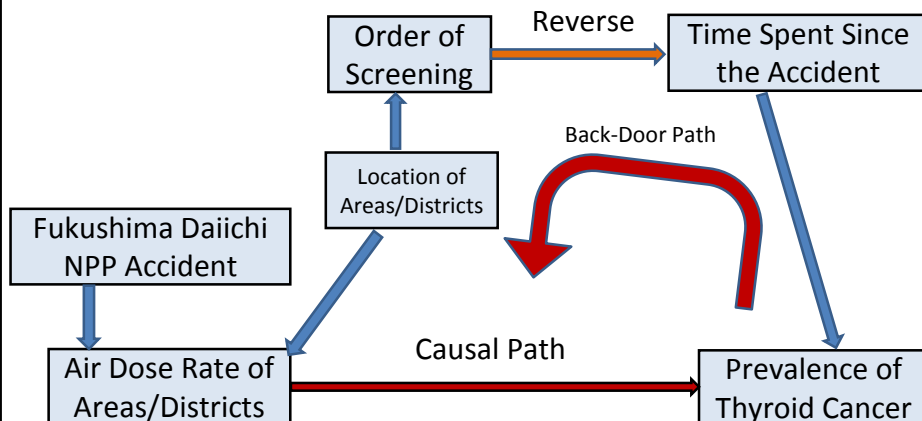 Order of
Screening
Reverse
Time Spent Since
the Accident
Back-Door Path
Location of
Areas/Districts
Fukushima Daiichi
NPP Accident
Causal Path
Air Dose Rate of
Areas/Districts
Prevalence of
Thyroid Cancer